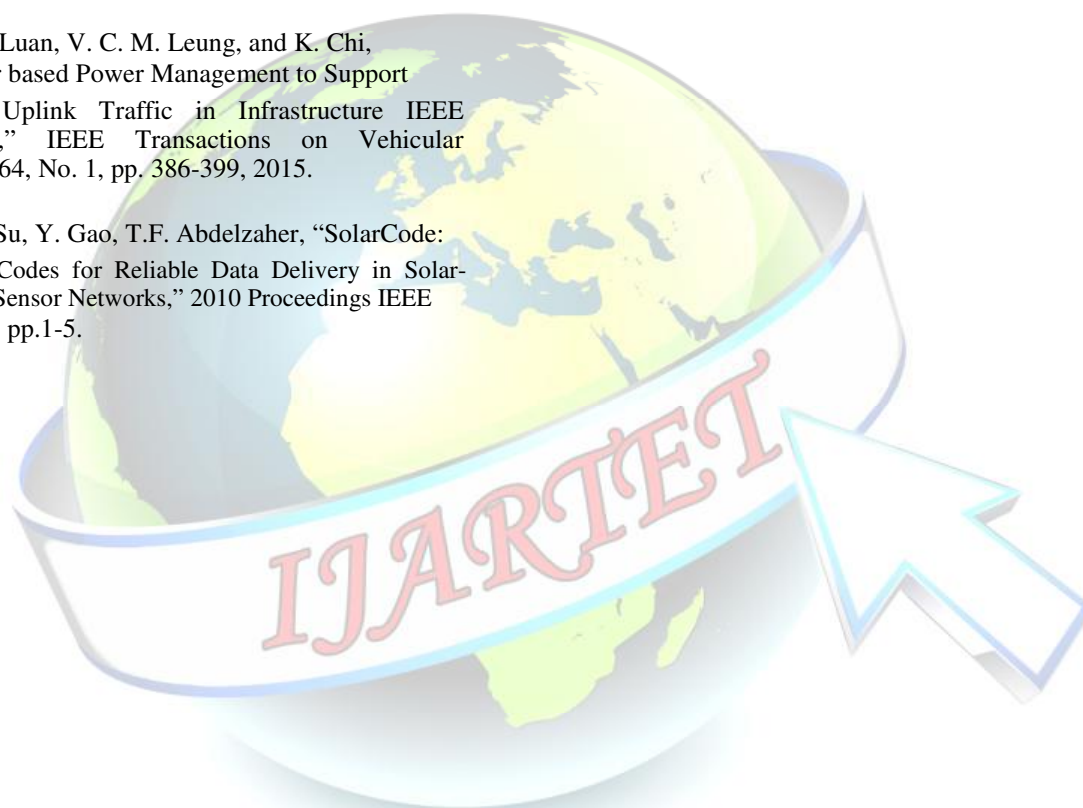 Luan, V. C. M. Leung, and K. Chi,
based Power Management to Support
Uplink Traffic in Infrastructure IEEE
,” IEEE Transactions on Vehicular
64, No. 1, pp. 386-399, 2015.
Su, Y. Gao, T.F. Abdelzaher, “SolarCode:
Codes for Reliable Data Delivery in Solar-
Sensor Networks,” 2010 Proceedings IEEE
pp.1-5.
IJARTET